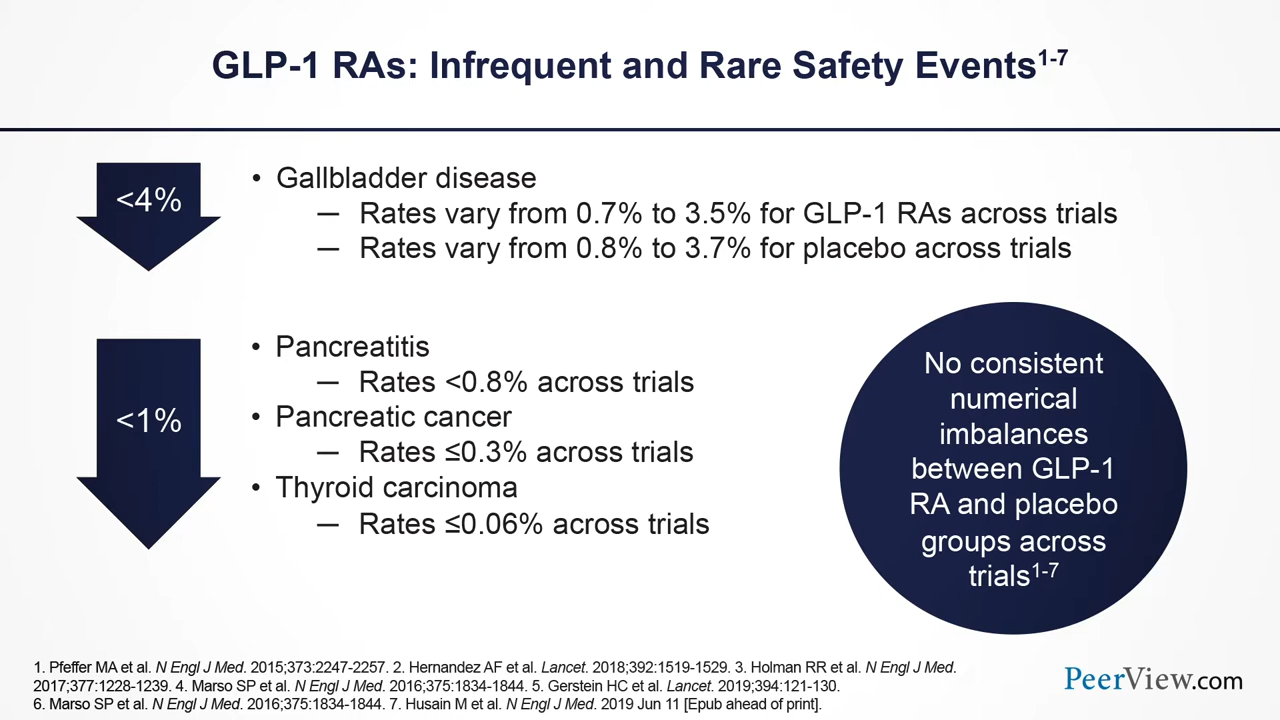 GLP-1 RAs: Infrequent and Rare Safety Events1-7
<4%
• Gallbladder disease
— Rates vary from 0.7% to 3.5% for GLP-1 RAs across trials
— Rates vary from 0.8% to 3.7% for placebo across trials
<1%
• Pancreatitis
— Rates <0.8% across trials
• Pancreatic cancer
— Rates ≤0.3% across trials
• Thyroid carcinoma
— Rates ≤0.06% across trials
No consistent
numerical
imbalances
between GLP-1
RA and placebo
groups across
trials1-7
1. Pfeffer MA et al. N Engl J Med. 2015;373:2247-2257. 2. Hernandez AF et al. Lancet. 2018;392:1519-1529. 3. Holman RR et al. N Engl J Med.
2017;377:1228-1239. 4. Marso SP et al. N Engl J Med. 2016;375:1834-1844. 5. Gerstein HC et al. Lancet. 2019;394:121-130.
6. Marso SP et al. N Engl J Med. 2016;375:1834-1844. 7. Husain M et al. N Engl J Med. 2019 Jun 11 [Epub ahead of print].
PeerView.com